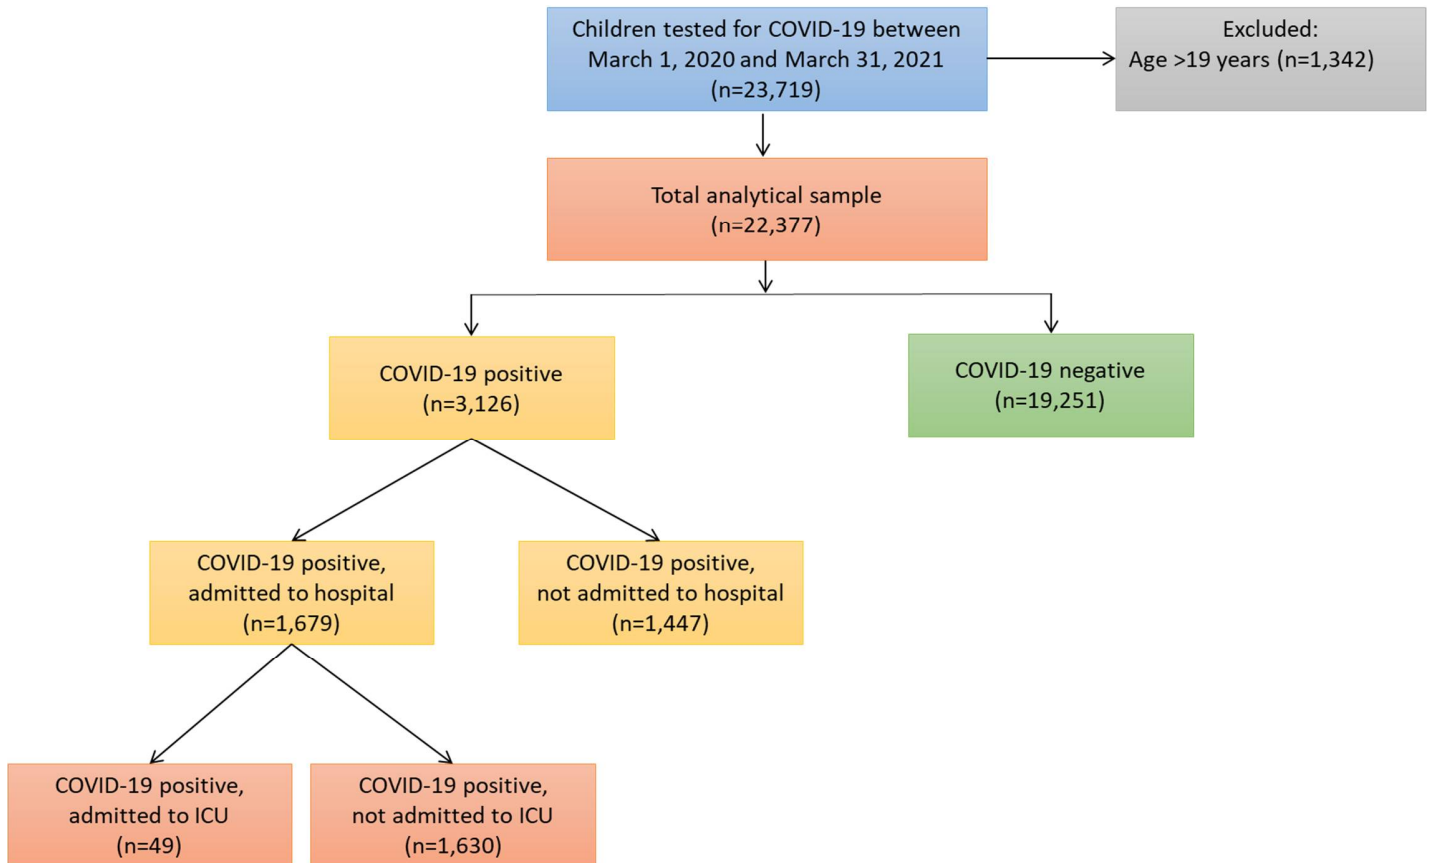 Children tested for COVID-19 between
March 1, 2020 and March 31, 2021
(n=23,719)
Excluded:
Age >19 years (n=1,342)
Total analytical sample
(n=22,377)
COVID-19 positive
(n=3,126)
COVID-19 negative
(n=19,251)
COVID-19 positive,
admitted to hospital
(n=1,679)
COVID-19 positive,
not admitted to hospital
(n=1,447)
COVID-19 positive,
admitted to ICU
(n=49)
COVID-19 positive,
not admitted to ICU
(n=1,630)